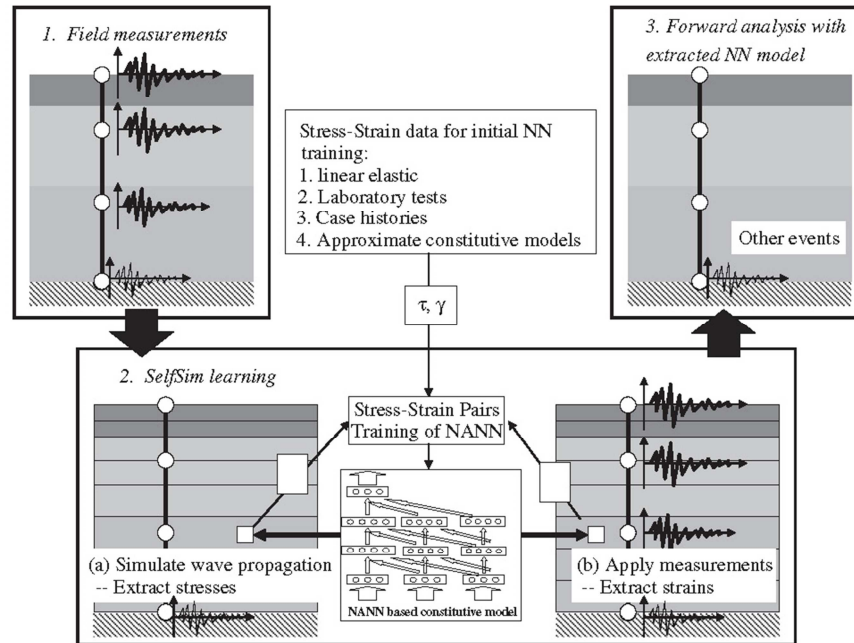 1. Field measurements
3. Forward analysis with
extracted NN model
Stress-Strain data for initial NN
training:
1. linear elastic
2. Laboratory tests
3. Case histories
4. Approximate constitutive models
Other events
τ, γ
2. SelfSim learning
Stress-Strain Pairs
Training of NANN
(a) Simulate wave propagation
-- Extract stresses
NANN based constitutive model
(b) Apply measurements
-- Extract strains